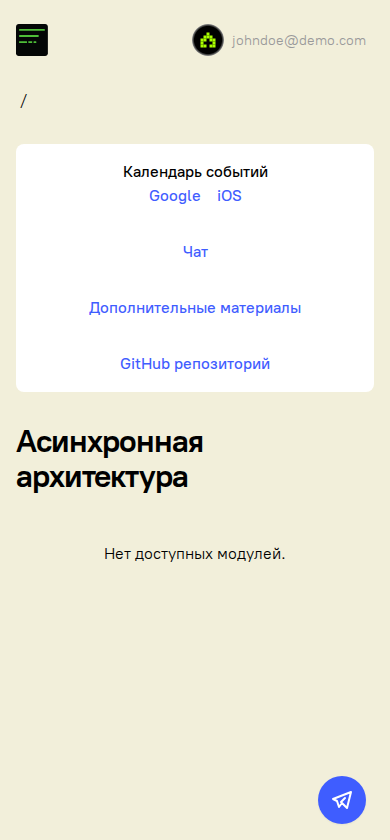 johndoe@demo.com
/
Календарь событий
Google iOS
Чат
Дополнительные материалы
GitHub репозиторий
Асинхронная
архитектура
Нет доступных модулей.